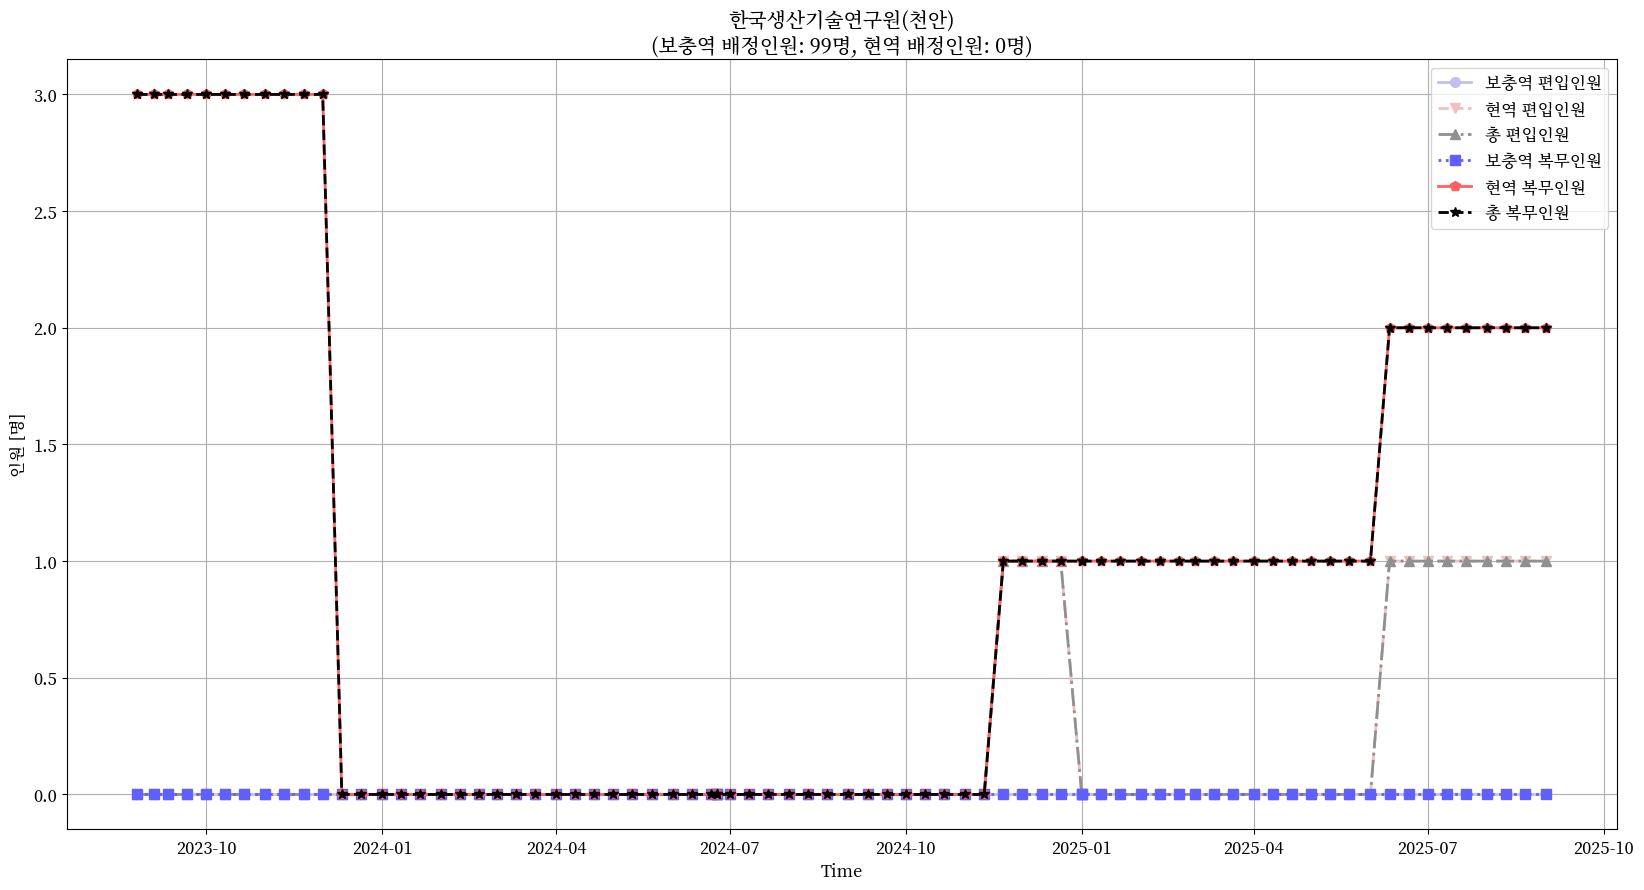 한국생산기술연구원(천안)
(보충역 배정인원: 99명, 현역 배정인원: 0명)
보충역 편입인원
현역 편입인원
총 편입인원
보충역 복무인원
현역 복무인원
총 복무인원
3.0
2.5
2.0
1.5
1.0
0.5
0.0
인원 [명]
2023-10 2024-01 2024-04 2024-07 2024-10 2025-01 2025-04 2025-07 2025-10
Time